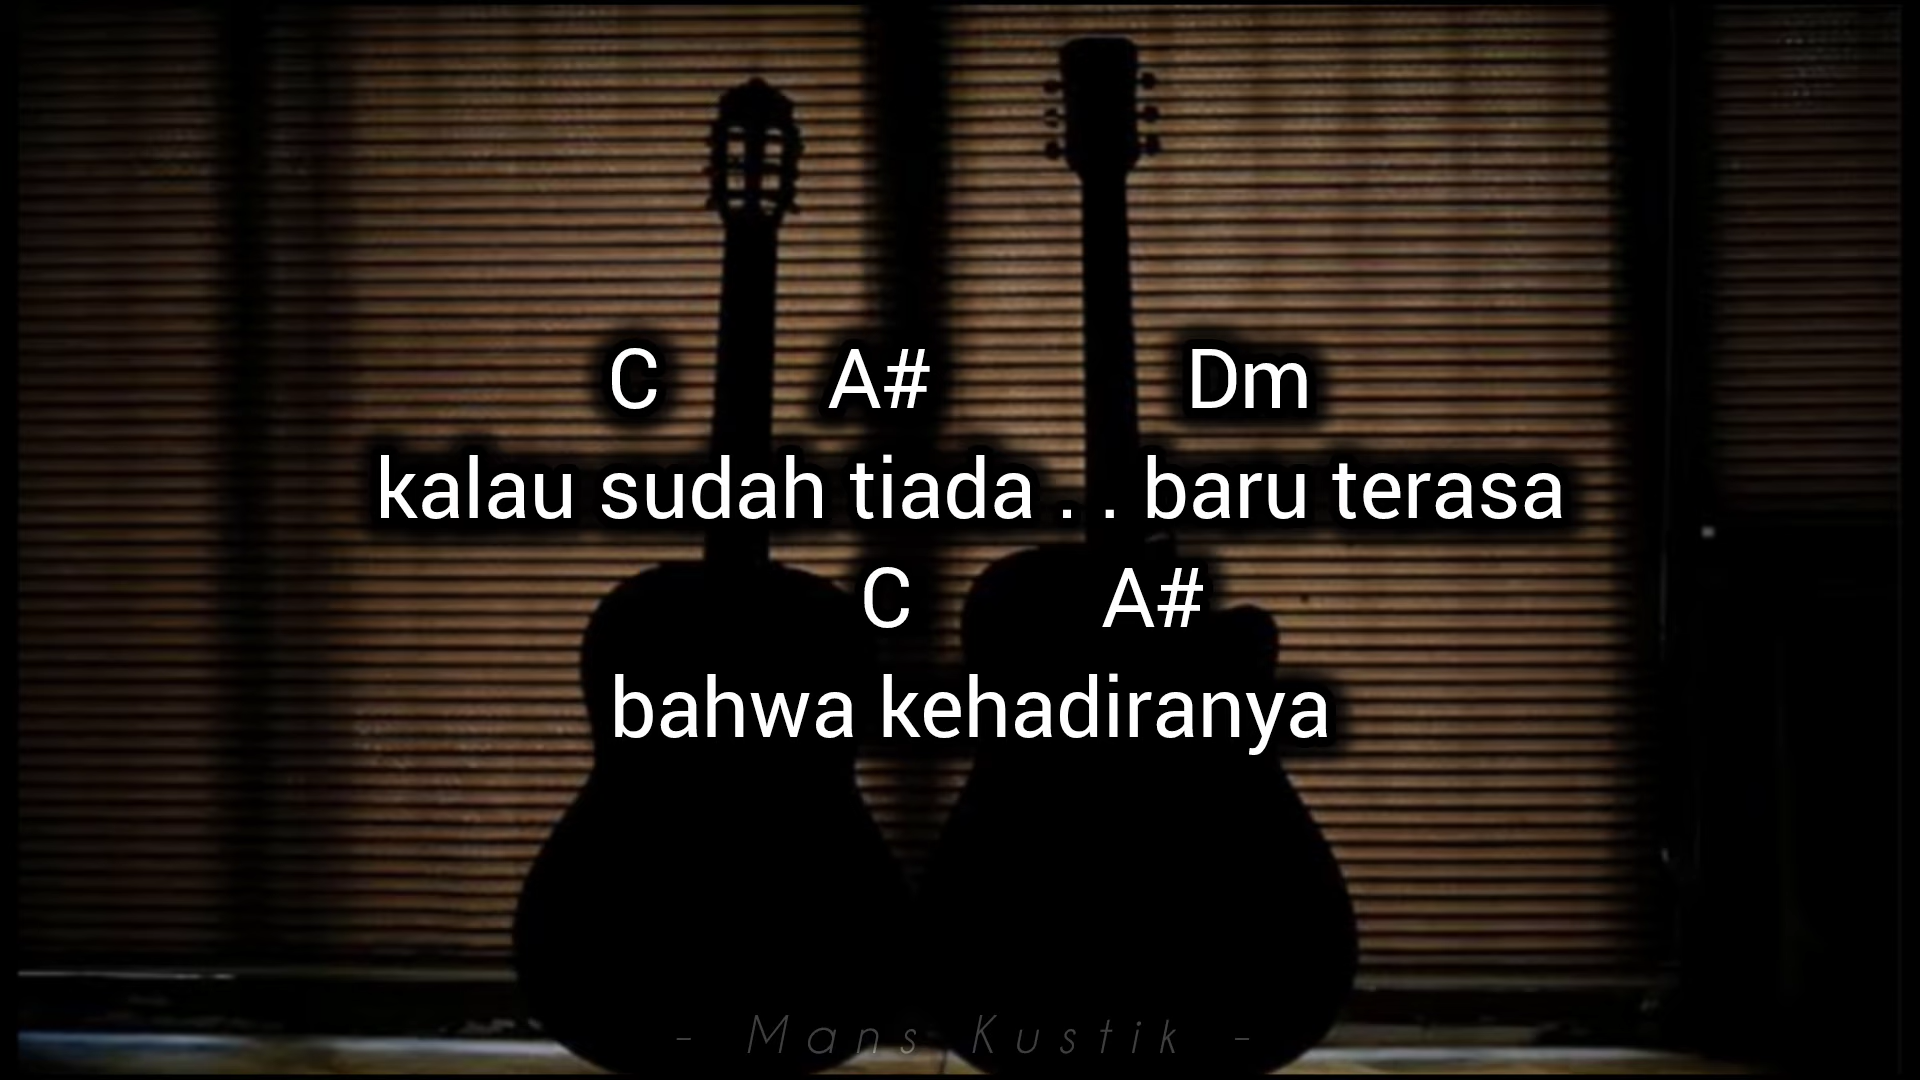 C A# Dm
kalau sudah tiada . . baru terasa
C A#
bahwa kehadiranya
- Mans Kustik -